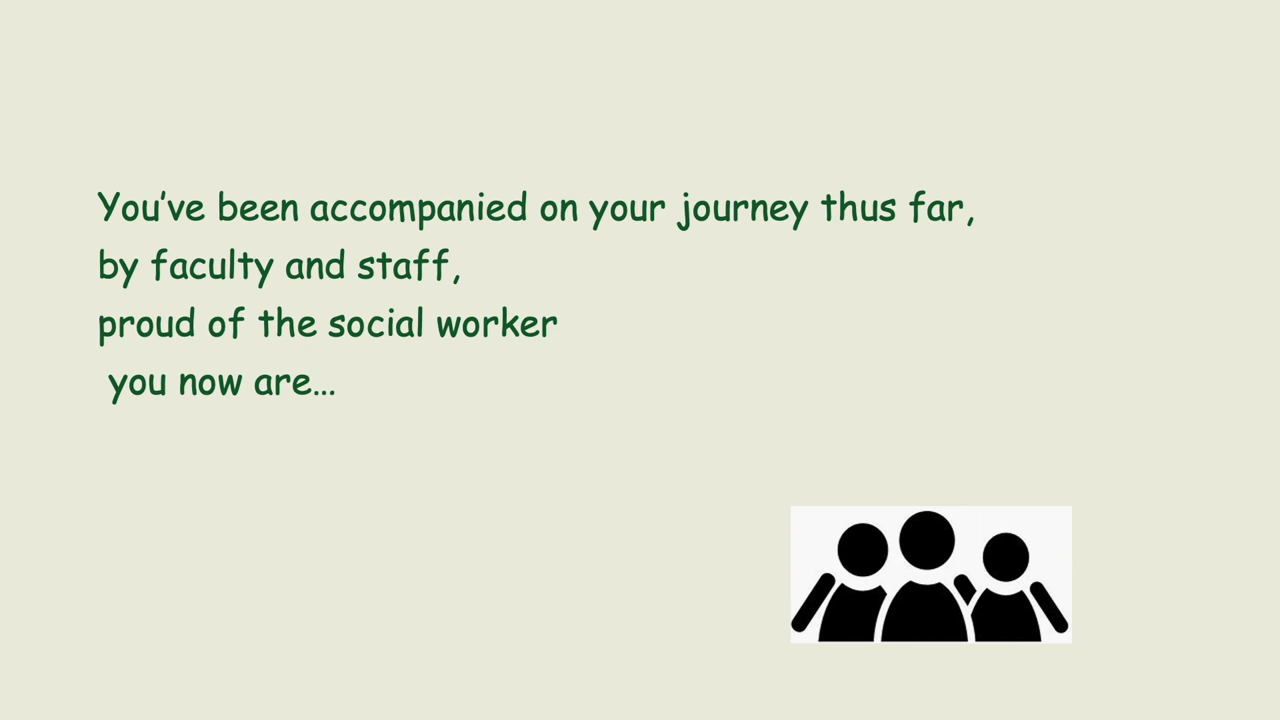 You've been accompanied on your journey thus far,
by faculty and staff,
proud of the social worker
you now are...